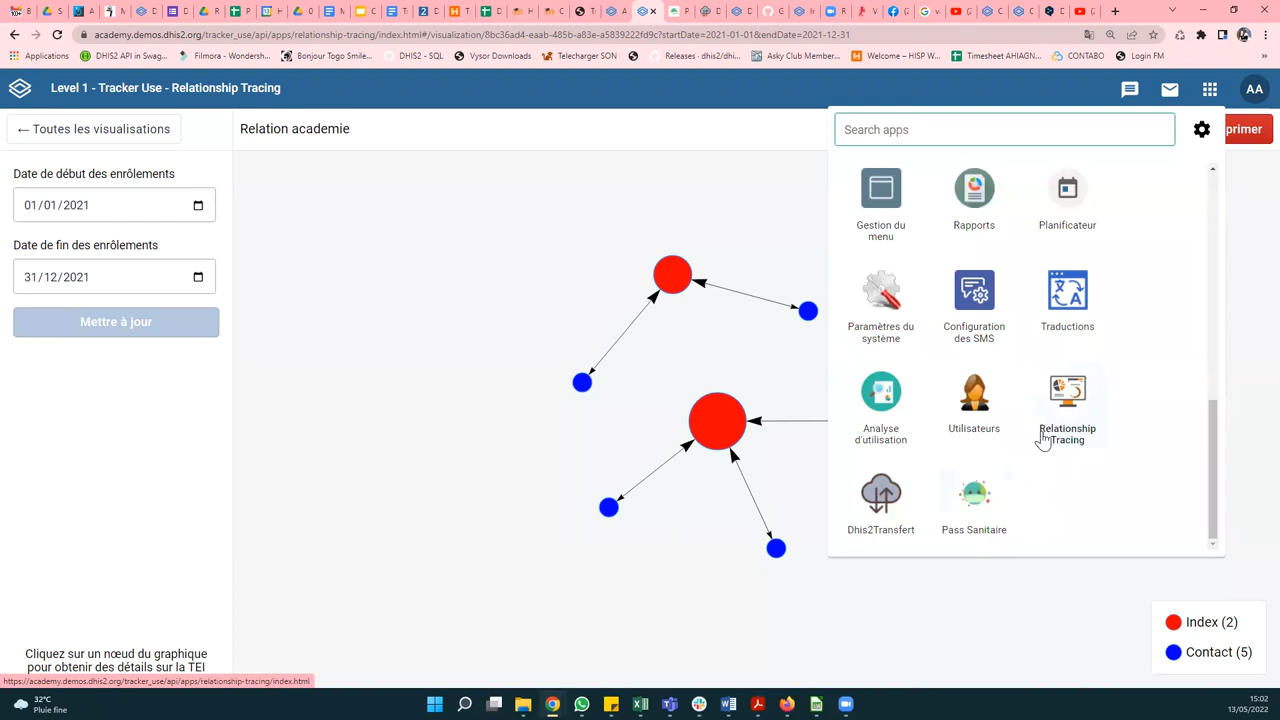 academy.demos.dhis2.org/tracker_use/api/apps/relationship-tracing/index.html#/visualization/8bc36ad4-eaab-485b-a83e-a5839222fd9c?startDate=2021-01-01&endDate=2021-12-31
Applications
DHIS2 API in Swag...
Filmora - Wondersh...
Bonjour Togo Smile...
DHIS2 - SQL
Vysor Downloads
Telecharger SON
Releases · dhis2/dhi...
Asky Club Member...
Welcome – HISP W...
Timesheet AHIAGN...
CONTABO
Login FM
Level 1 - Tracker Use - Relationship Tracing
AA
← Toutes les visualisations
Relation academie
Search apps
primer
Date de début des enrôlements
01/01/2021
Date de fin des enrôlements
31/12/2021
Mettre à jour
Gestion du
menu
Rapports
Planificateur
Paramètres du
système
Configuration
des SMS
Traductions
Analyse
d'utilisation
Utilisateurs
Relationship
Tracing
Dhis2Transfert
Pass Sanitaire
Index (2)
Contact (5)
Cliquez sur un nœud du graphique
pour obtenir des détails sur la TEI
https://academy.demos.dhis2.org/tracker_use/api/apps/relationship-tracing/index.html
32°C
Pluie fine
15:02
13/05/2022